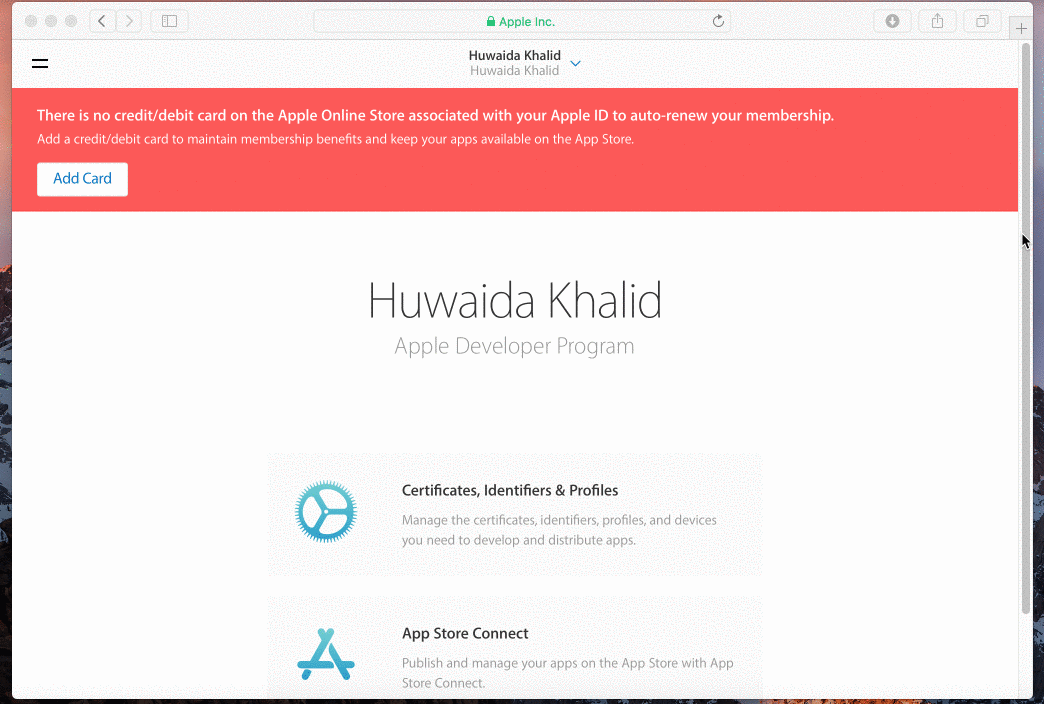 Apple Inc.
Huwaida Khalid
Huwaida Khalid
There is no credit/debit card on the Apple Online Store associated with your Apple ID to auto-renew your membership.
Add a credit/debit card to maintain membership benefits and keep your apps available on the App Store.
Add Card
Huwaida Khalid
Apple Developer Program
Certificates, Identifiers & Profiles
Manage the certificates, identifiers, profiles, and devices
you need to develop and distribute apps.
App Store Connect
Publish and manage your apps on the App Store with App
Store Connect.